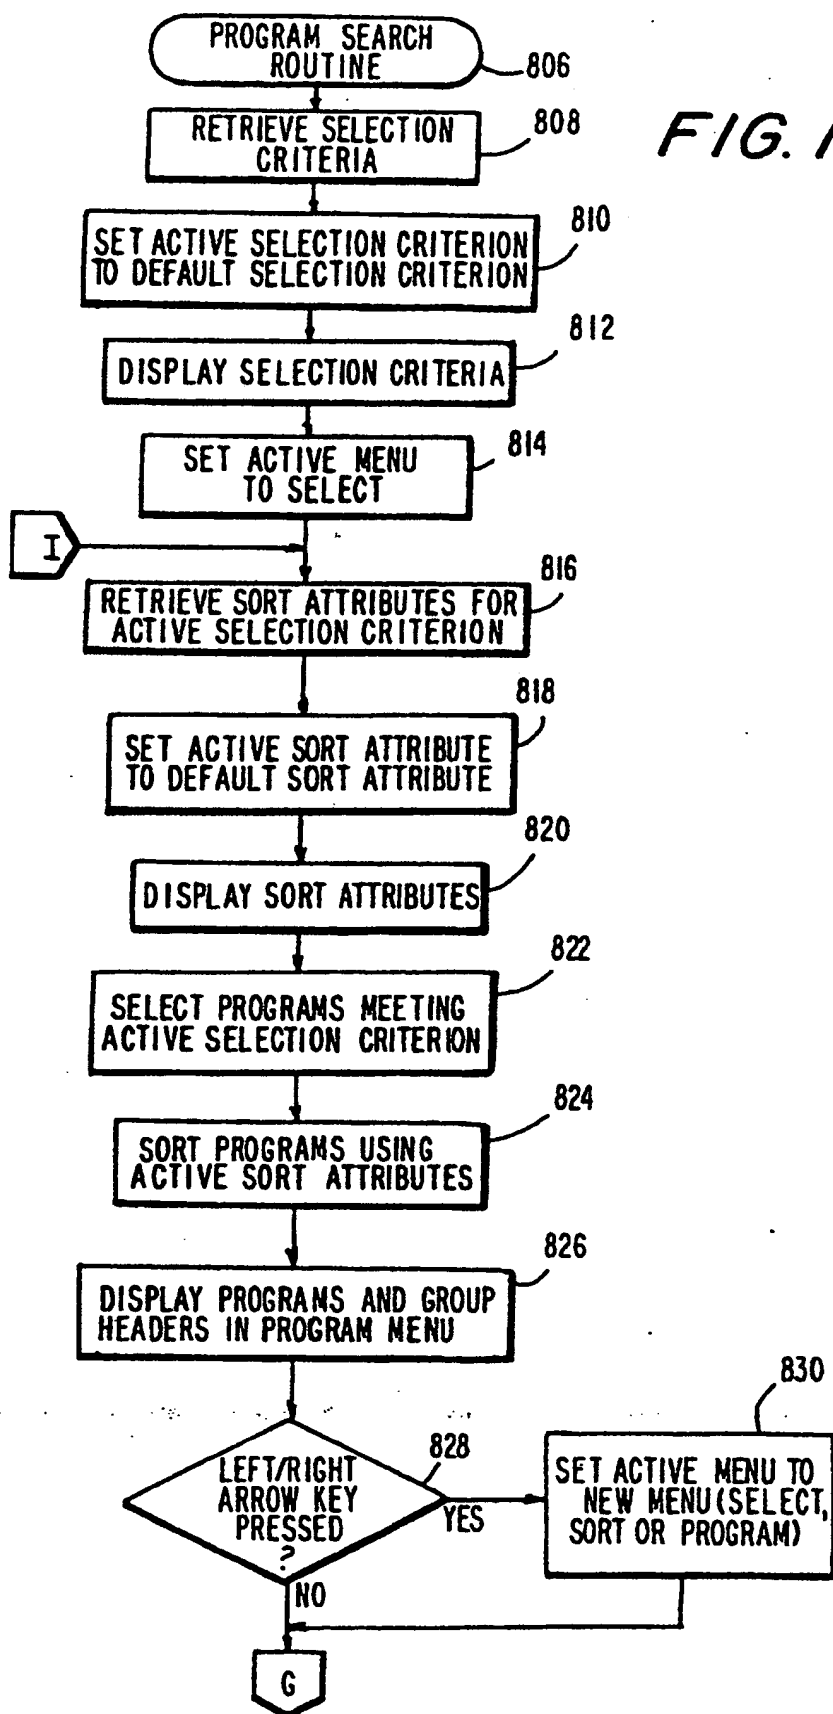 PROGRAM SEARCH
ROUTINE
806
FIG. 1
RETRIEVE SELECTION
CRITERIA
808
SET ACTIVE SELECTION CRITERION
TO DEFAULT SELECTION CRITERION
810
DISPLAY SELECTION CRITERIA
812
SET ACTIVE MENU
TO SELECT
814
I
RETRIEVE SORT ATTRIBUTES FOR
ACTIVE SELECTION CRITERION
816
SET ACTIVE SORT ATTRIBUTE
TO DEFAULT SORT ATTRIBUTE
818
DISPLAY SORT ATTRIBUTES
820
SELECT PROGRAMS MEETING
ACTIVE SELECTION CRITERION
822
SORT PROGRAMS USING
ACTIVE SORT ATTRIBUTES
824
DISPLAY PROGRAMS AND GROUP
HEADERS IN PROGRAM MENU
826
LEFT/RIGHT
ARROW KEY
PRESSED
?
828
YES
NO
SET ACTIVE MENU TO
NEW MENU (SELECT,
SORT OR PROGRAM)
830
G